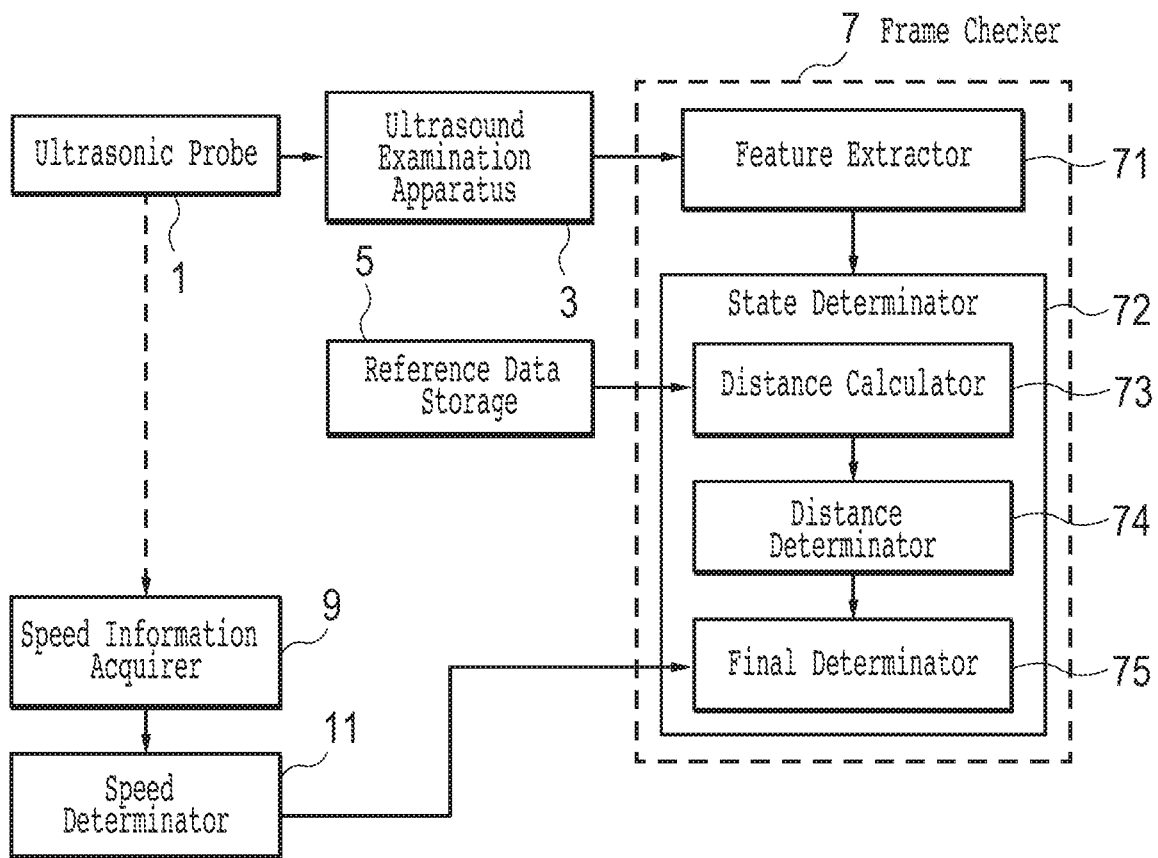 7 Frame Checker
Ultrasonic Probe
1
Ultrasound
Examination
Apparatus
3
Feature Extractor
71
5
Reference Data
Storage
State Determinator
72
Distance Calculator
73
Distance
Determinator
74
Final Determinator
75
Speed Information
Acquirer
9
Speed
Determinator
11